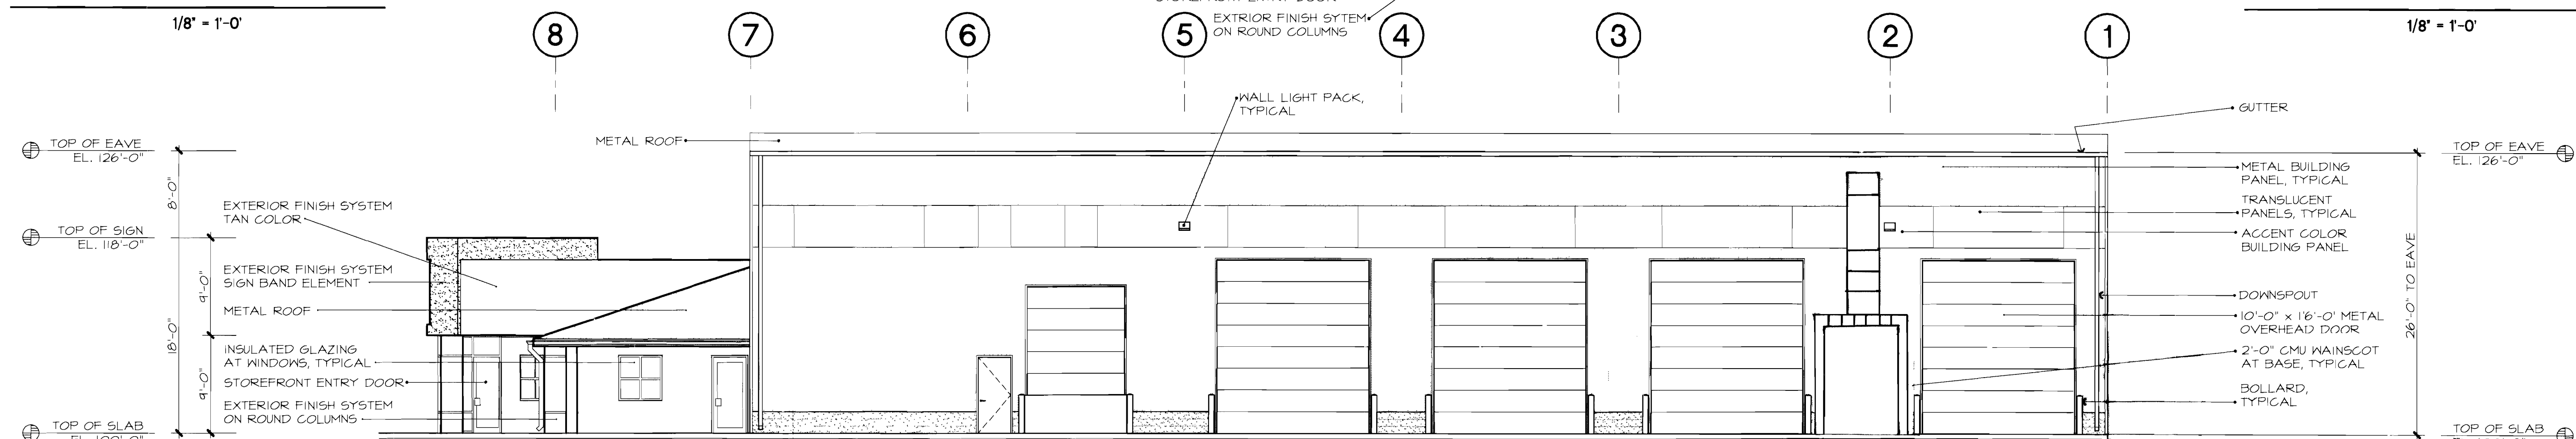 1/8" = 1'-0'
EXTRIOR FINISH SYTEM
ON ROUND COLUMNS
1/8" = 1'-0'
8
7
6
5
4
3
2
1
WALL LIGHT PACK,
TYPICAL
GUTTER
METAL ROOF
TOP OF EAVE
EL. 126'-0"
TOP OF EAVE
EL. 126'-0"
8'-0"
METAL BUILDING
PANEL, TYPICAL
EXTERIOR FINISH SYSTEM
TAN COLOR
TRANSLUCENT
PANELS, TYPICAL
TOP OF SIGN
EL. 118'-0"
ACCENT COLOR
BUILDING PANEL
EXTERIOR FINISH SYSTEM
SIGN BAND ELEMENT
9'-0"
26'-0" TO EAVE
DOWNSPOUT
METAL ROOF
10'-0" x 1'6'-0' METAL
OVERHEAD DOOR
18'-0"
INSULATED GLAZING
AT WINDOWS, TYPICAL
2'-0" CMU WAINSCOT
AT BASE, TYPICAL
STOREFRONT ENTRY DOOR
9'-0"
BOLLARD,
TYPICAL
EXTERIOR FINISH SYSTEM
ON ROUND COLUMNS
TOP OF SLAB
TOP OF SLAB